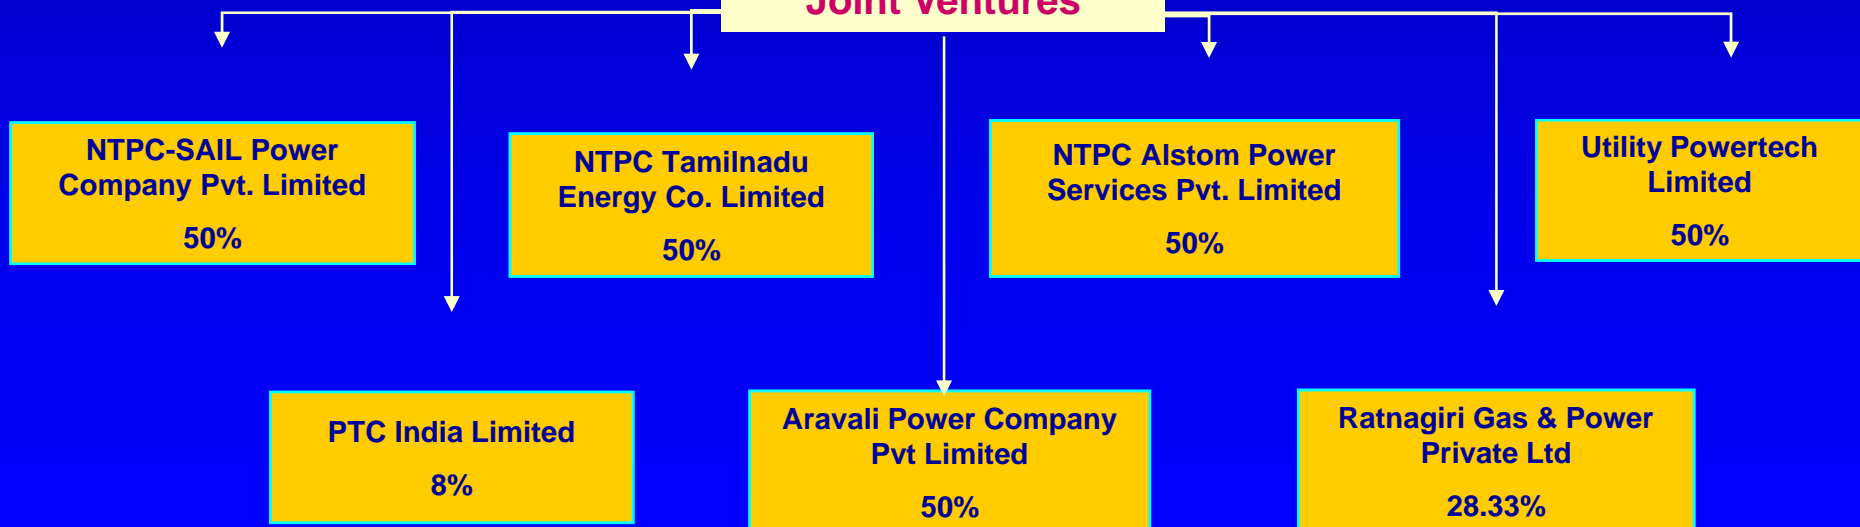 Joint Ventures
NTPC-SAIL Power
Company Pvt. Limited
50%
NTPC Tamilnadu
Energy Co. Limited
50%
NTPC Alstom Power
Services Pvt. Limited
50%
Utility Powertech
Limited
50%
PTC India Limited
8%
Aravali Power Company
Pvt Limited
50%
Ratnagiri Gas & Power
Private Ltd
28.33%